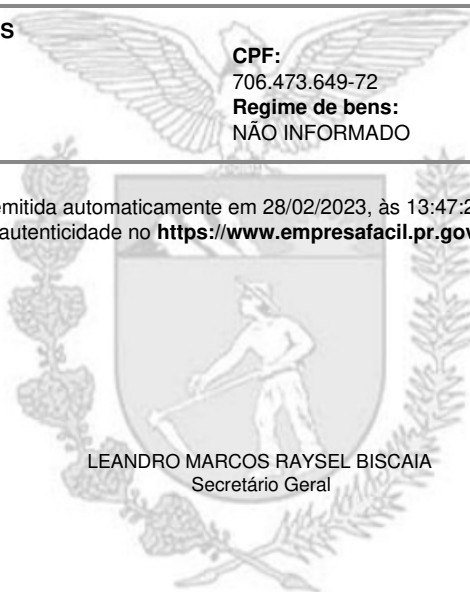 S
CPF:
706.473.649-72
Regime de bens:
NÃO INFORMADO
emitida automaticamente em 28/02/2023, às 13:47:2
autenticidade no https://www.empresafacil.pr.gov
LEANDRO MARCOS RAYSEL BISCAIA
Secretário Geral